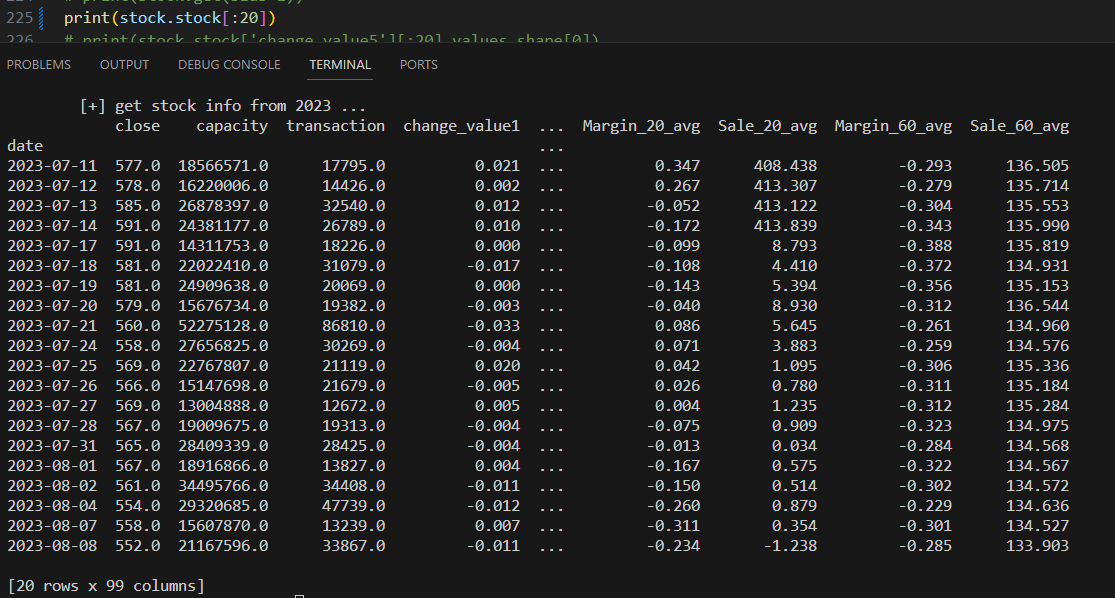 225 print(stock.stock[:20])
226 # print(stock.stock['change_value5'][:20].values.shape[0])
PROBLEMS OUTPUT DEBUG CONSOLE TERMINAL PORTS
[+] get stock info from 2023 ...
close capacity transaction change_value1 ... Margin_20_avg Sale_20_avg Margin_60_avg Sale_60_avg
date ...
2023-07-11 577.0 18566571.0 17795.0 0.021 ... 0.347 408.438 -0.293 136.505
2023-07-12 578.0 16220006.0 14426.0 0.002 ... 0.267 413.307 -0.279 135.714
2023-07-13 585.0 26878397.0 32540.0 0.012 ... -0.052 413.122 -0.304 135.553
2023-07-14 591.0 24381177.0 26789.0 0.010 ... -0.172 413.839 -0.343 135.990
2023-07-17 591.0 14311753.0 18226.0 0.000 ... -0.099 8.793 -0.388 135.819
2023-07-18 581.0 22022410.0 31079.0 -0.017 ... -0.108 4.410 -0.372 134.931
2023-07-19 581.0 24909638.0 20069.0 0.000 ... -0.143 5.394 -0.356 135.153
2023-07-20 579.0 15676734.0 19382.0 -0.003 ... -0.040 8.930 -0.312 136.544
2023-07-21 560.0 52275128.0 86810.0 -0.033 ... 0.086 5.645 -0.261 134.960
2023-07-24 558.0 27656825.0 30269.0 -0.004 ... 0.071 3.883 -0.259 134.576
2023-07-25 569.0 22767807.0 21119.0 0.020 ... 0.042 1.095 -0.306 135.336
2023-07-26 566.0 15147698.0 21679.0 -0.005 ... 0.026 0.780 -0.311 135.184
2023-07-27 569.0 13004888.0 12672.0 0.005 ... 0.004 1.235 -0.312 135.284
2023-07-28 567.0 19009675.0 19313.0 -0.004 ... -0.075 0.909 -0.323 134.975
2023-07-31 565.0 28409339.0 28425.0 -0.004 ... -0.013 0.034 -0.284 134.568
2023-08-01 567.0 18916866.0 13827.0 0.004 ... -0.167 0.575 -0.322 134.567
2023-08-02 561.0 34495766.0 34408.0 -0.011 ... -0.150 0.514 -0.302 134.572
2023-08-04 554.0 29320685.0 47739.0 -0.012 ... -0.260 0.879 -0.229 134.636
2023-08-07 558.0 15607870.0 13239.0 0.007 ... -0.311 0.354 -0.301 134.527
2023-08-08 552.0 21167596.0 33867.0 -0.011 ... -0.234 -1.238 -0.285 133.903
[20 rows x 99 columns]